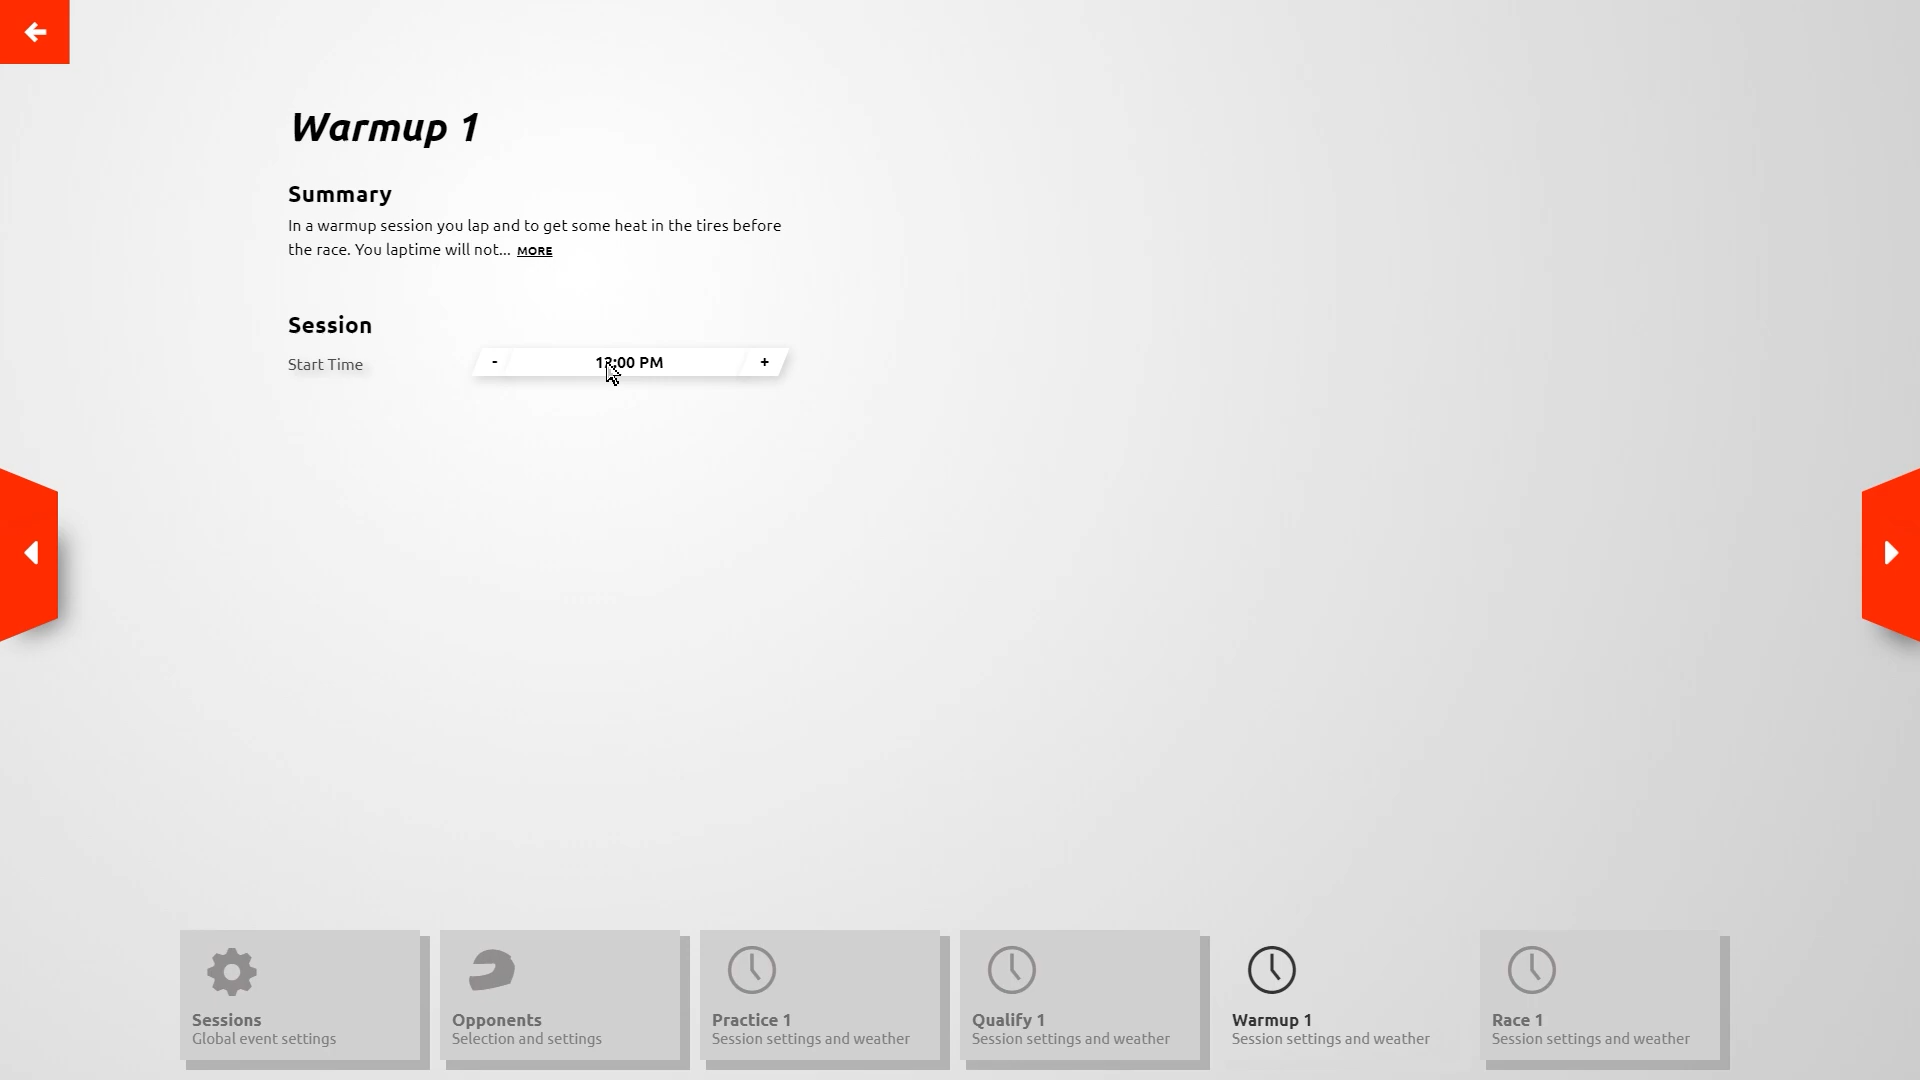 Warmup 1
Summary
In a warmup session you lap and to get some heat in the tires before
the race. You laptime will not... MORE
Session
Start Time
-
PM
+
Sessions
Global event settings
Opponents
Selection and settings
Practice 1
Session settings and weather
Qualify 1
Session settings and weather
Warmup 1
Session settings and weather
Race 1
Session settings and weather